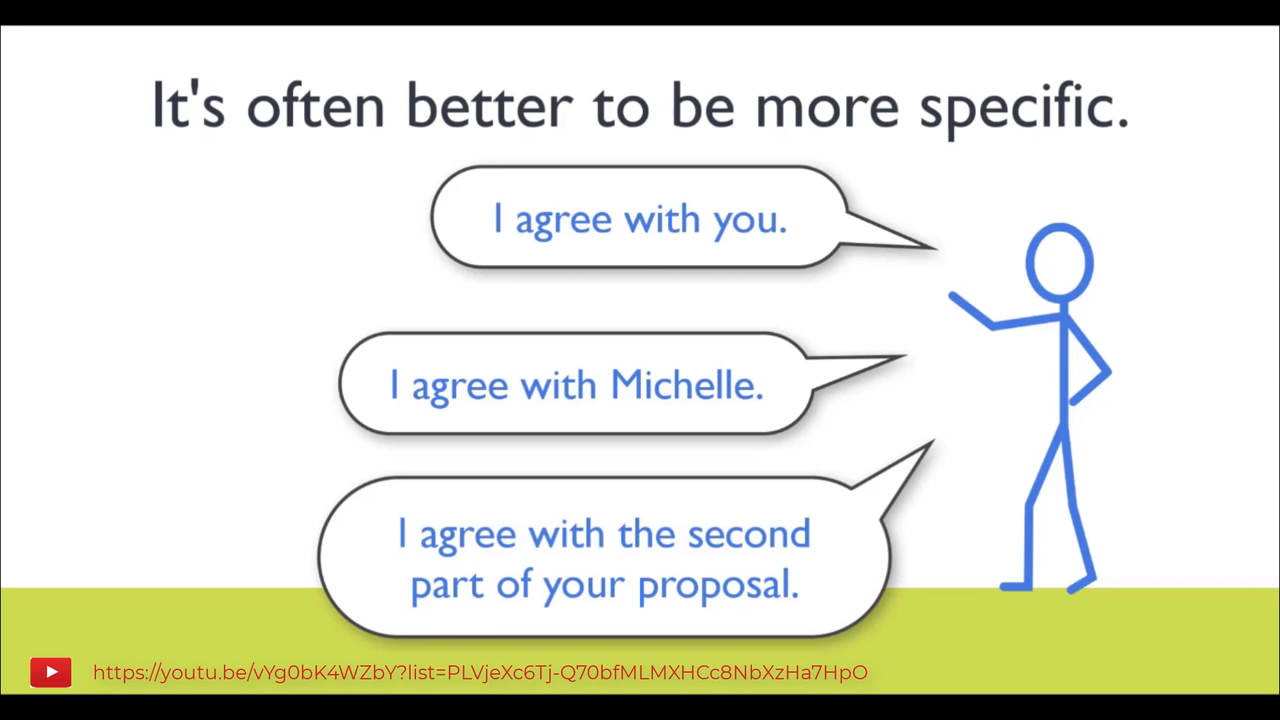 It's often better to be more specific.
I agree with you.
I agree with Michelle.
I agree with the second
part of your proposal.
https://youtu.be/vYg0bK4WZbY?list=PLVjeXc6Tj-Q70bfMLMXHCc8NbXzHa7HpO